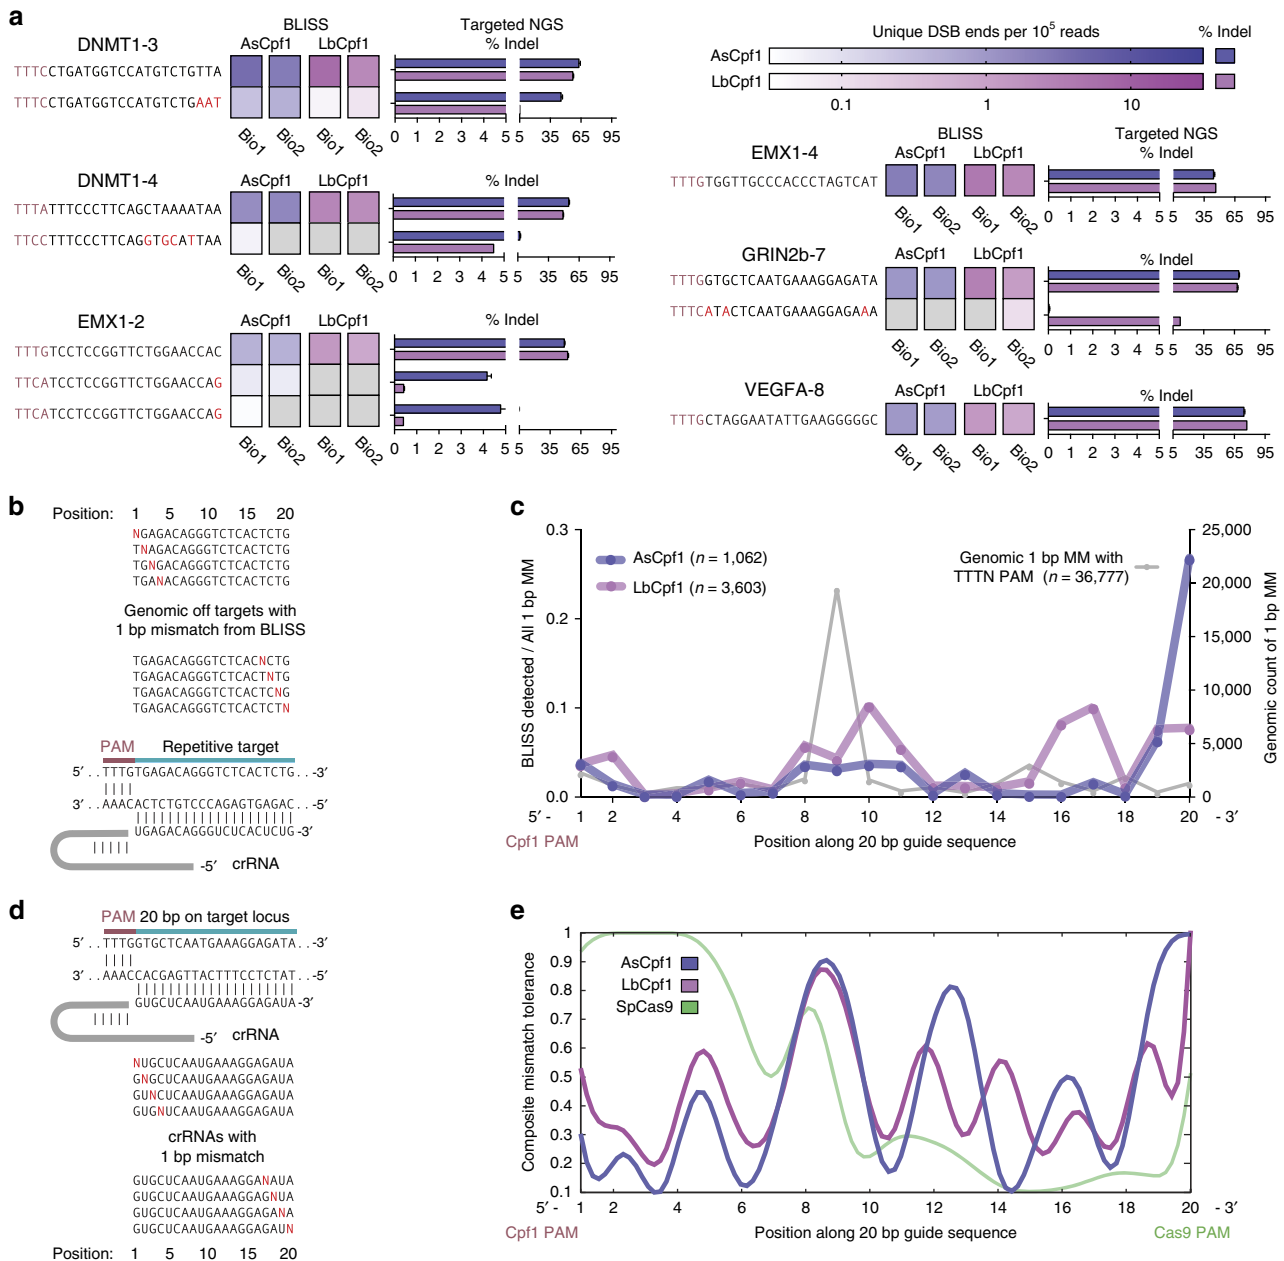 a
BLISS
Targeted NGS
DNMT1-3
AsCpf1 LbCpf1
% Indel
TTTCCTGATGGTCCATGTCTGTTA
TTTCCTGATGGTCCATGTCTGAAT
Bio1 Bio2 Bio1 Bio2
0 1 2 3 4 5 5 35 65 95
DNMT1-4
AsCpf1 LbCpf1
% Indel
TTTATTTCCCTTCAGCTAAAATAA
TTCCTTTCCCTTCAGGTGCATTAA
Bio1 Bio2 Bio1 Bio2
0 1 2 3 4 5 5 35 65 95
EMX1-2
AsCpf1 LbCpf1
% Indel
TTTGTCCTCCGGTTCTGGAACCAC
TTCATCCTCCGGTTCTGGAACCAG
TTCATCCTCCGGTTCTGGAACCAG
Bio1 Bio2 Bio1 Bio2
0 1 2 3 4 5 5 35 65 95
Unique DSB ends per 10⁵ reads % Indel
AsCpf1
LbCpf1
0.1 1 10
BLISS
Targeted NGS
EMX1-4
AsCpf1 LbCpf1
% Indel
TTTGTGGTTGCCCACCCTAGTCAT
Bio1 Bio2 Bio1 Bio2
0 1 2 3 4 5 5 35 65 95
GRIN2b-7
AsCpf1 LbCpf1
% Indel
TTTGGTGCTCAATGAAAGGAGATA
TTTCATACTCAATGAAAGGAGAAA
Bio1 Bio2 Bio1 Bio2
0 1 2 3 4 5 5 35 65 95
VEGFA-8
AsCpf1 LbCpf1
% Indel
TTTGCTAGGAATATTGAAGGGGGC
Bio1 Bio2 Bio1 Bio2
0 1 2 3 4 5 5 35 65 95
b
Position: 1 5 10 15 20
NGAGACAGGGTCTCACTCTG
TNAGACAGGGTCTCACTCTG
TGNGACAGGGTCTCACTCTG
TGANACAGGGTCTCACTCTG
Genomic off targets with
1 bp mismatch from BLISS
TGAGACAGGGTCTCACNCTG
TGAGACAGGGTCTCACTNTG
TGAGACAGGGTCTCACTCNG
TGAGACAGGGTCTCACTCTN
PAM Repetitive target
5′ ..TTTGTGAGACAGGGTCTCACTCTG..-3′
3′ ..AAACACTCTGTCCCAGAGTGAGAC..-5′
UGAGACAGGGUCUCACUCUG-3′
-5′ crRNA
c
BLISS detected / All 1 bp MM
0.3
0.2
0.1
0.0
AsCpf1 (n = 1,062)
LbCpf1 (n = 3,603)
Genomic 1 bp MM with
TTTN PAM (n = 36,777)
25,000
20,000
15,000
10,000
5,000
0
Genomic count of 1 bp MM
5′ - 1 2 4 6 8 10 12 14 16 18 20 - 3′
Cpf1 PAM
Position along 20 bp guide sequence
d
PAM 20 bp on target locus
5′ ..TTTGGTGCTCAATGAAAGGAGATA..-3′
3′ ..AAACCACGAGTTACTTTCCTCTAT..-5′
GUGCUCAAUGAAAGGAGAUA-3′
-5′ crRNA
NUGCUCAAUGAAAGGAGAUA
GNGCUCAAUGAAAGGAGAUA
GUNCUCAAUGAAAGGAGAUA
GUGNUCAAUGAAAGGAGAUA
crRNAs with
1 bp mismatch
GUGCUCAAUGAAAGGANAUA
GUGCUCAAUGAAAGGAGNUA
GUGCUCAAUGAAAGGAGANA
GUGCUCAAUGAAAGGAGAUN
Position: 1 5 10 15 20
e
Composite mismatch tolerance
1
0.9
0.8
0.7
0.6
0.5
0.4
0.3
0.2
0.1
AsCpf1
LbCpf1
SpCas9
5′ - 1 2 4 6 8 10 12 14 16 18 20 - 3′
Cpf1 PAM
Position along 20 bp guide sequence
Cas9 PAM